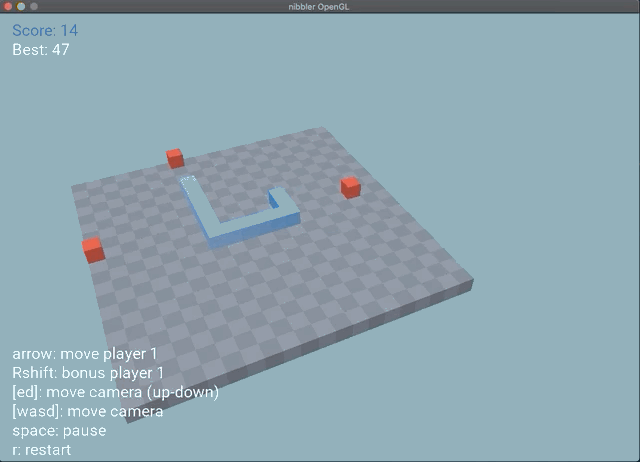 nibbler OpenGL
Score: 14
Best: 47
arrow: move player 1
Rshift: bonus player 1
[ed]: move camera (up-down)
[wasd]: move camera
space: pause
r: restart